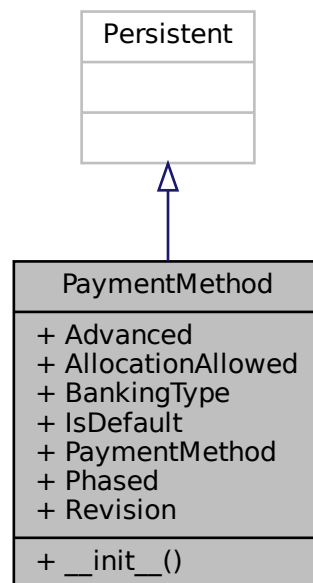 Persistent
PaymentMethod
+ Advanced
+ AllocationAllowed
+ BankingType
+ IsDefault
+ PaymentMethod
+ Phased
+ Revision
+ __init__()